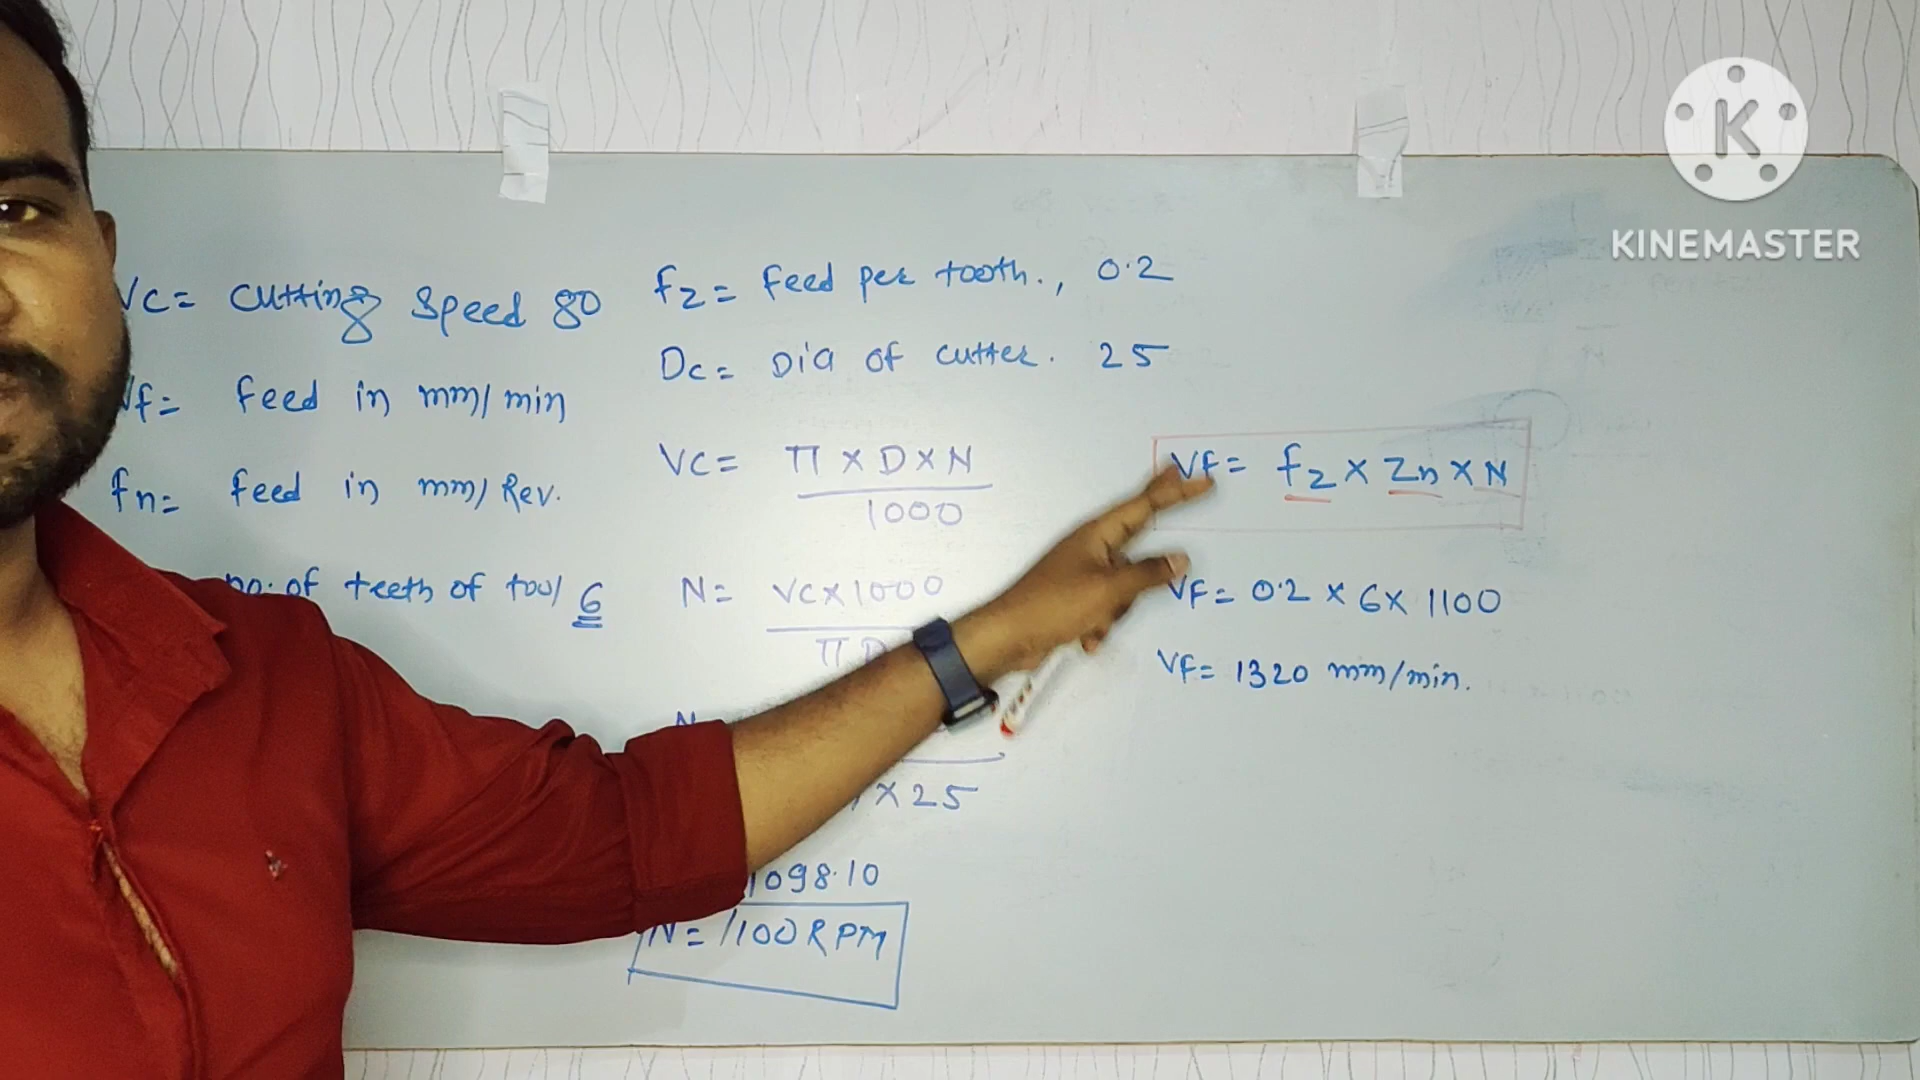 VC= Cutting Speed 80
Vf= feed in mm/min
fn= feed in mm/Rev.
no. of teeth of tool 6
fz= feed per tooth., 0.2
Dc= Dia of cutter. 25
VC= π × D × N
1000
N= VC×1000
π D
N
× 25
1098.10
N= 1100 RPM
VF= fz × Zn × N
VF= 0.2 × 6 × 1100
VF= 1320 mm/min.
K
KINEMASTER